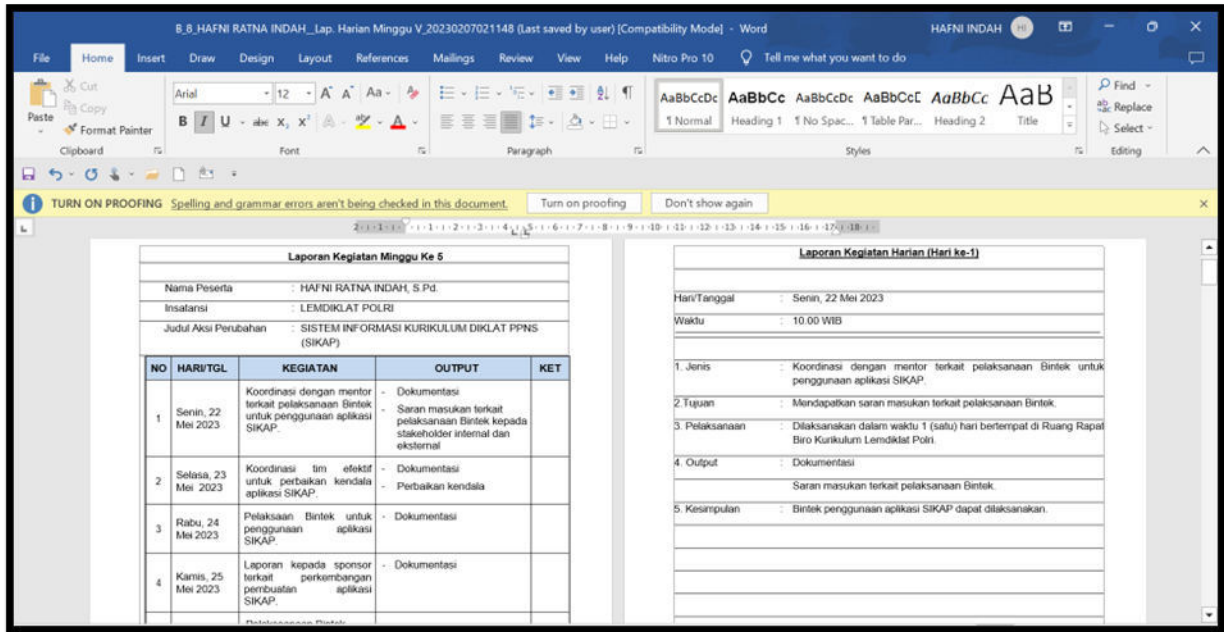 B_8_HAFNI RATNA INDAH__Lap. Harian Minggu V_20230207021148 (Last saved by user) [Compatibility Mode] - Word
HAFNI INDAH
HI
File Home Insert Draw Design Layout References Mailings Review View Help Nitro Pro 10 Tell me what you want to do
Paste
Cut
Copy
Format Painter
Clipboard
Arial 12
Font
Paragraph
AaBbCcDc AaBbCc AaBbCcDc AaBbCcC AaBbCc AaB
¶ Normal Heading 1 ¶ No Spac... ¶ Table Par... Heading 2 Title
Styles
Find
Replace
Select
Editing
TURN ON PROOFING Spelling and grammar errors aren't being checked in this document. Turn on proofing Don't show again
Laporan Kegiatan Minggu Ke 5
Nama Peserta : HAFNI RATNA INDAH, S.Pd.
Insatansi : LEMDIKLAT POLRI
Judul Aksi Perubahan : SISTEM INFORMASI KURIKULUM DIKLAT PPNS
(SIKAP)
NO HARI/TGL KEGIATAN OUTPUT KET
1
Senin, 22
Mei 2023
Koordinasi dengan mentor
terkait pelaksanaan Bintek
untuk penggunaan aplikasi
SIKAP.
- Dokumentasi
- Saran masukan terkait
pelaksanaan Bintek kepada
stakeholder internal dan
eksternal
2
Selasa, 23
Mei 2023
Koordinasi tim efektif
untuk perbaikan kendala
aplikasi SIKAP.
- Dokumentasi
- Perbaikan kendala
3
Rabu, 24
Mei 2023
Pelaksaan Bintek untuk
penggunaan aplikasi
SIKAP.
- Dokumentasi
4
Kamis, 25
Mei 2023
Laporan kepada sponsor
terkait perkembangan
pembuatan aplikasi
SIKAP.
- Dokumentasi
Laporan Kegiatan Harian (Hari ke-1)
Hari/Tanggal : Senin, 22 Mei 2023
Waktu : 10.00 WIB
1. Jenis : Koordinasi dengan mentor terkait pelaksanaan Bintek untuk
penggunaan aplikasi SIKAP.
2.Tujuan : Mendapatkan saran masukan terkait pelaksanaan Bintek.
3. Pelaksanaan : Dilaksanakan dalam waktu 1 (satu) hari bertempat di Ruang Rapat
Biro Kurikulum Lemdiklat Polri.
4. Output : Dokumentasi
Saran masukan terkait pelaksanaan Bintek.
5. Kesimpulan : Bintek penggunaan aplikasi SIKAP dapat dilaksanakan.